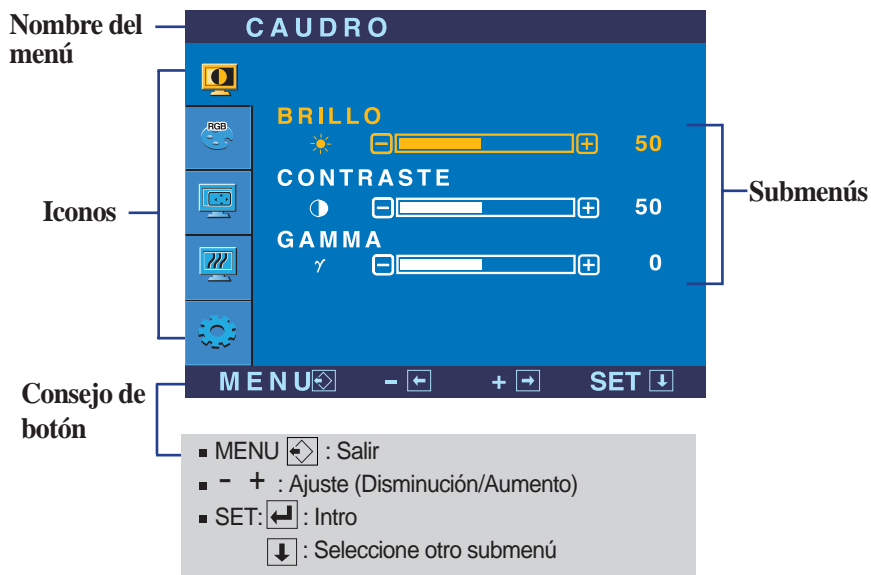 Nombre del
menú
CAUDRO
RGB
BRILLO
50
CONTRASTE
50
GAMMA
γ
0
Iconos
Submenús
MENU - + SET
Consejo de
botón
▪ MENU : Salir
▪ - + : Ajuste (Disminución/Aumento)
▪ SET: : Intro
: Seleccione otro submenú